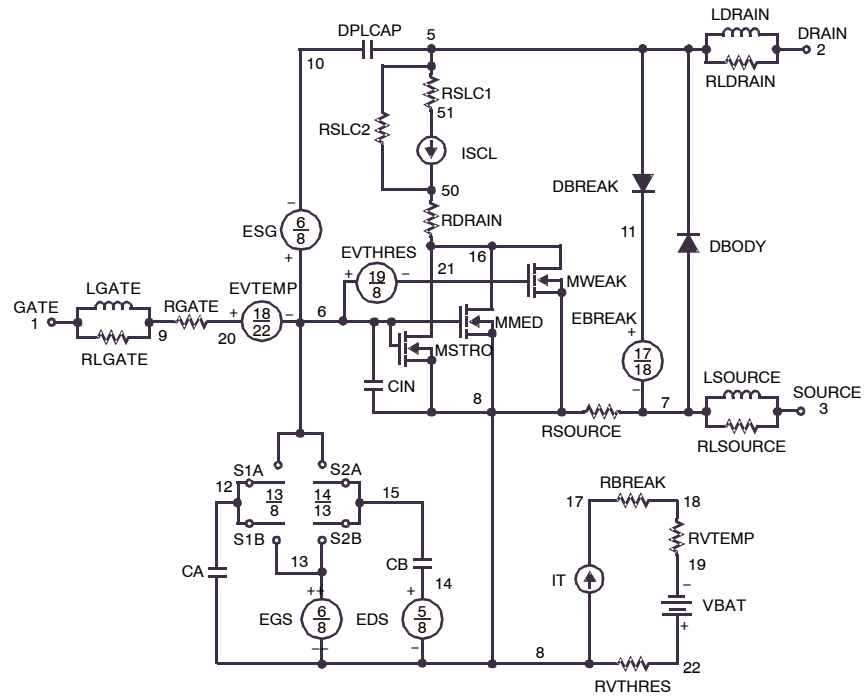 LDRAIN
DPLCAP 5 DRAIN
10 2
RSLC1 RLDRAIN
51
RSLC2
ISCL
50 DBREAK
RDRAIN
ESG 6/8 - +
11 DBODY
EVTHRES
16
21
+ 19/8 -
MWEAK
LGATE EVTEMP
GATE RGATE + 18/22 - 6
1 MMED EBREAK +
9 20 MSTRO
17/18
RLGATE
-
LSOURCE
CIN 8 7 SOURCE
3
RSOURCE
RLSOURCE
S1A S2A
12 13/8 14/13 15
RBREAK
17 18
S1B S2B
RVTEMP
13
CB 19
CA IT -
14 VBAT
++ +
EGS 6/8 EDS 5/8 +
-- -
8 22
RVTHRES